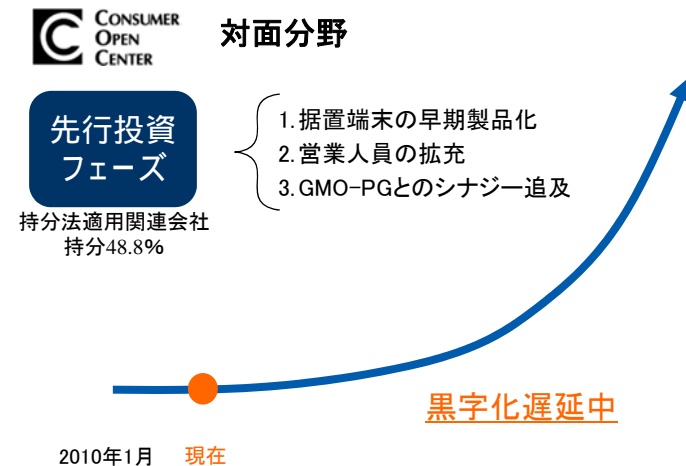 CONSUMER
OPEN
CENTER
対面分野
先行投資
フェーズ
持分法適用関連会社
持分48.8%
1.据置端末の早期製品化
2.営業人員の拡充
3.GMO-PGとのシナジー追及
黒字化遅延中
2010年1月 現在